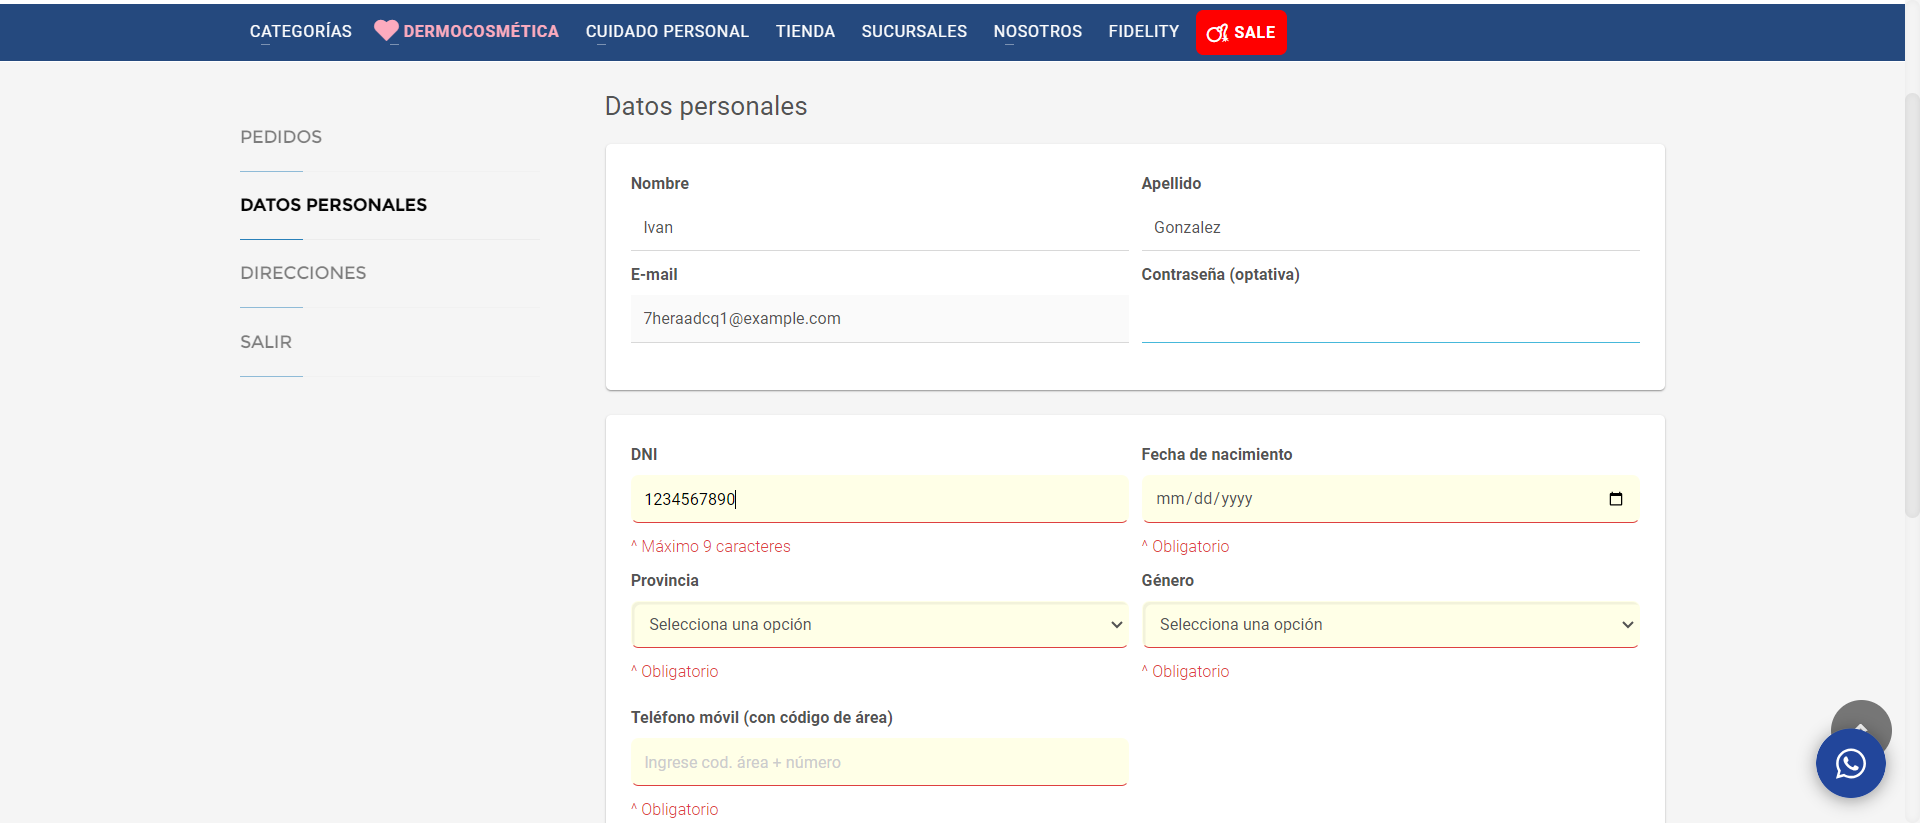 CATEGORÍAS DERMOCOSMÉTICA CUIDADO PERSONAL TIENDA SUCURSALES NOSOTROS FIDELITY SALE
PEDIDOS
DATOS PERSONALES
DIRECCIONES
SALIR
Datos personales
Nombre
Ivan
Apellido
Gonzalez
E-mail
7heraadcq1@example.com
Contraseña (optativa)
DNI
1234567890
^ Máximo 9 caracteres
Fecha de nacimiento
mm/dd/yyyy
^ Obligatorio
Provincia
Selecciona una opción
^ Obligatorio
Género
Selecciona una opción
^ Obligatorio
Teléfono móvil (con código de área)
Ingrese cod. área + número
^ Obligatorio